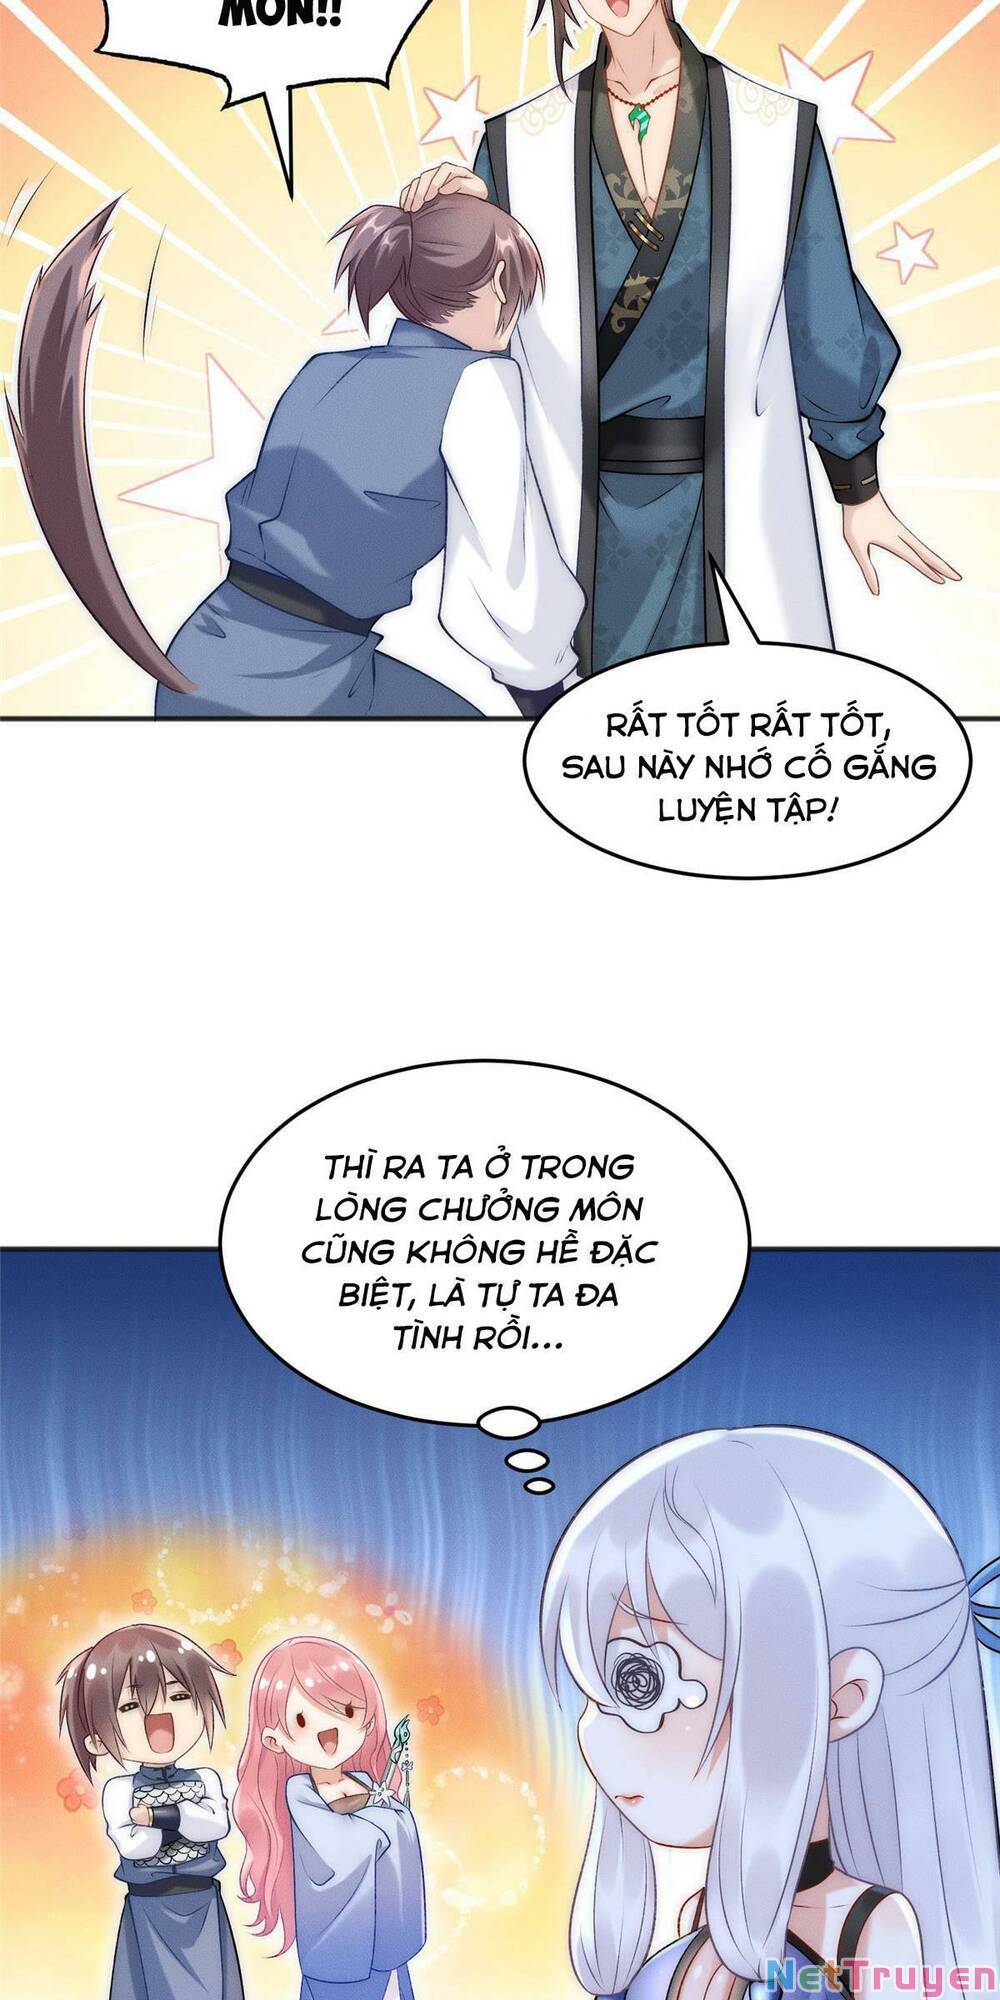 MÔN!!
RẤT TỐT RẤT TỐT,
SAU NÀY NHỚ CỐ GẮNG
LUYỆN TẬP!
THÌ RA TA Ở TRONG
LÒNG CHƯỞNG MÔN
CŨNG KHÔNG HỀ ĐẶC
BIỆT, LÀ TỰ TA ĐA
TÌNH RỒI...
NetTruyen